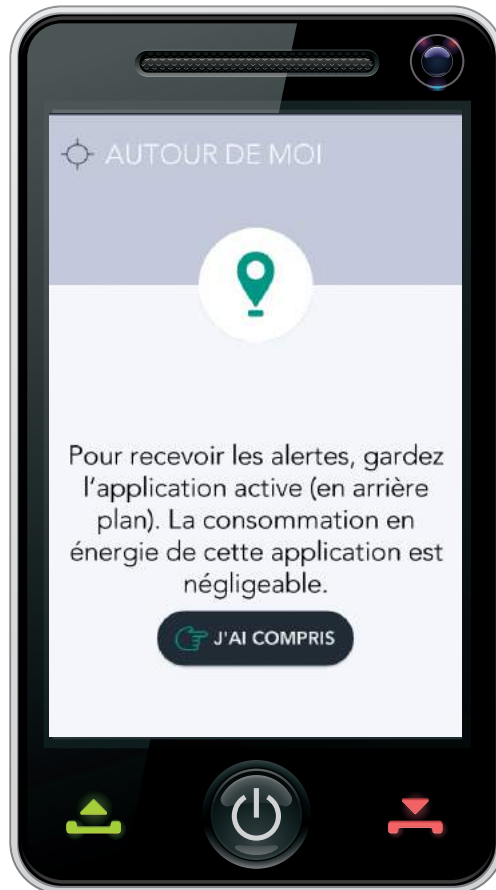 AUTOUR DE MOI
Pour recevoir les alertes, gardez
l'application active (en arrière
plan). La consommation en
énergie de cette application est
négligeable.
J'AI COMPRIS